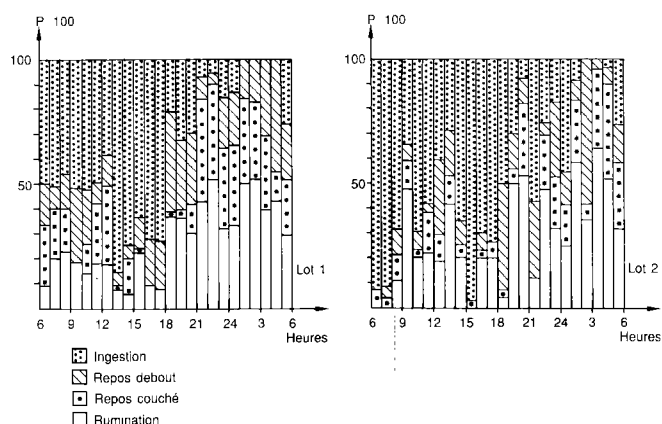 P 100
100
50
Lot 1
6 9 12 15 18 21 24 3 6
Heures
P 100
100
50
Lot 2
6 9 12 15 18 21 24 3 6
Heures
Ingestion
Repos debout
Repos couché
Rumination